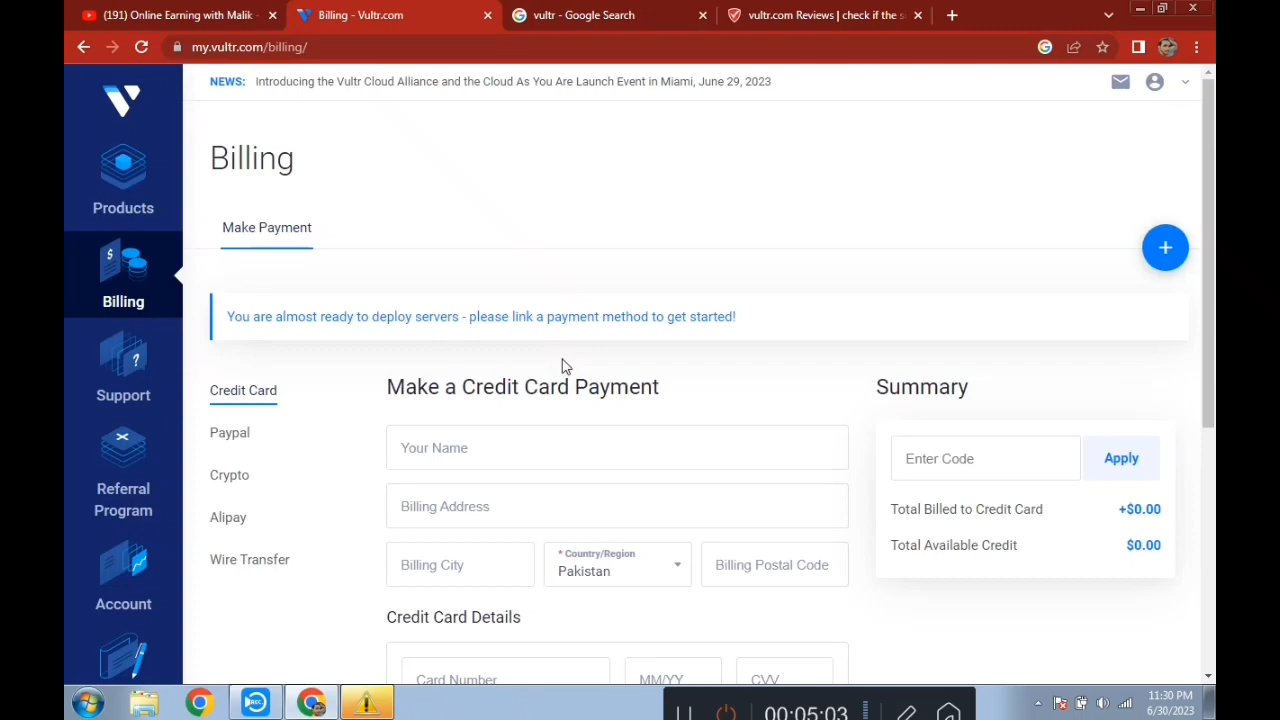 (191) Online Earning with Malik -
Billing - Vultr.com
vultr - Google Search
vultr.com Reviews | check if the s
my.vultr.com/billing/
NEWS: Introducing the Vultr Cloud Alliance and the Cloud As You Are Launch Event in Miami, June 29, 2023
Products
Billing
Support
Referral
Program
Account
Billing
Make Payment
+
You are almost ready to deploy servers - please link a payment method to get started!
Credit Card
Paypal
Crypto
Alipay
Wire Transfer
Make a Credit Card Payment
Your Name
Billing Address
Billing City
* Country/Region
Pakistan
Billing Postal Code
Credit Card Details
Card Number
MM/YY
CVV
Summary
Enter Code
Apply
Total Billed to Credit Card +$0.00
Total Available Credit $0.00
REC
00:05:03
11:30 PM
6/30/2023